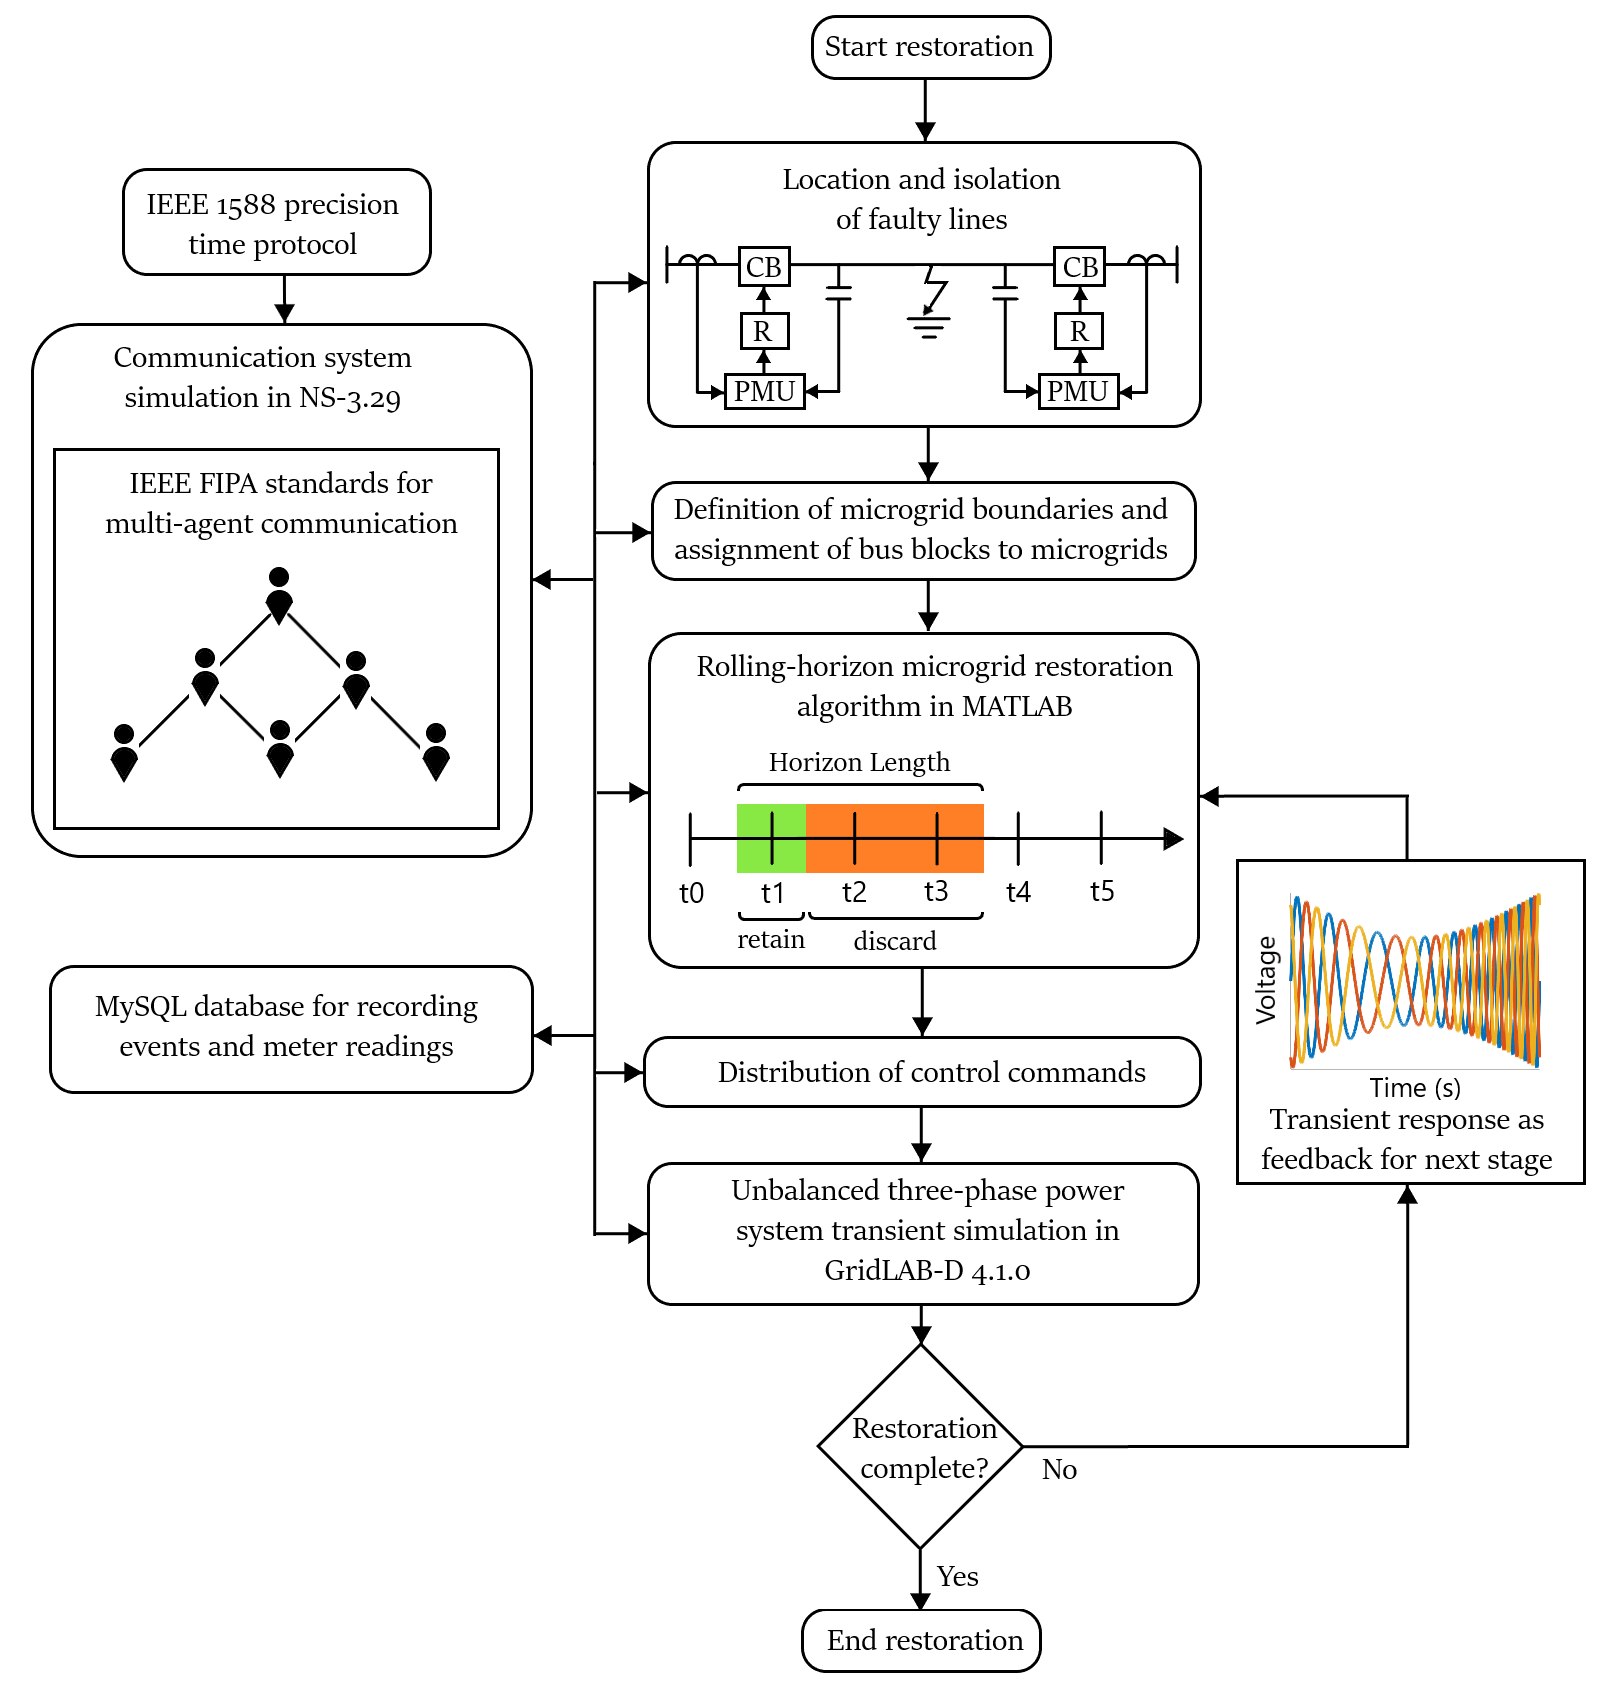 Start restoration
Location and isolation
of faulty lines
CB
CB
R
R
PMU
PMU
IEEE 1588 precision
time protocol
Communication system
simulation in NS-3.29
IEEE FIPA standards for
multi-agent communication
Definition of microgrid boundaries and
assignment of bus blocks to microgrids
Rolling-horizon microgrid restoration
algorithm in MATLAB
Horizon Length
t0 t1 t2 t3 t4 t5
retain discard
MySQL database for recording
events and meter readings
Distribution of control commands
Voltage
Time (s)
Transient response as
feedback for next stage
Unbalanced three-phase power
system transient simulation in
GridLAB-D 4.1.0
Restoration
complete?
No
Yes
End restoration